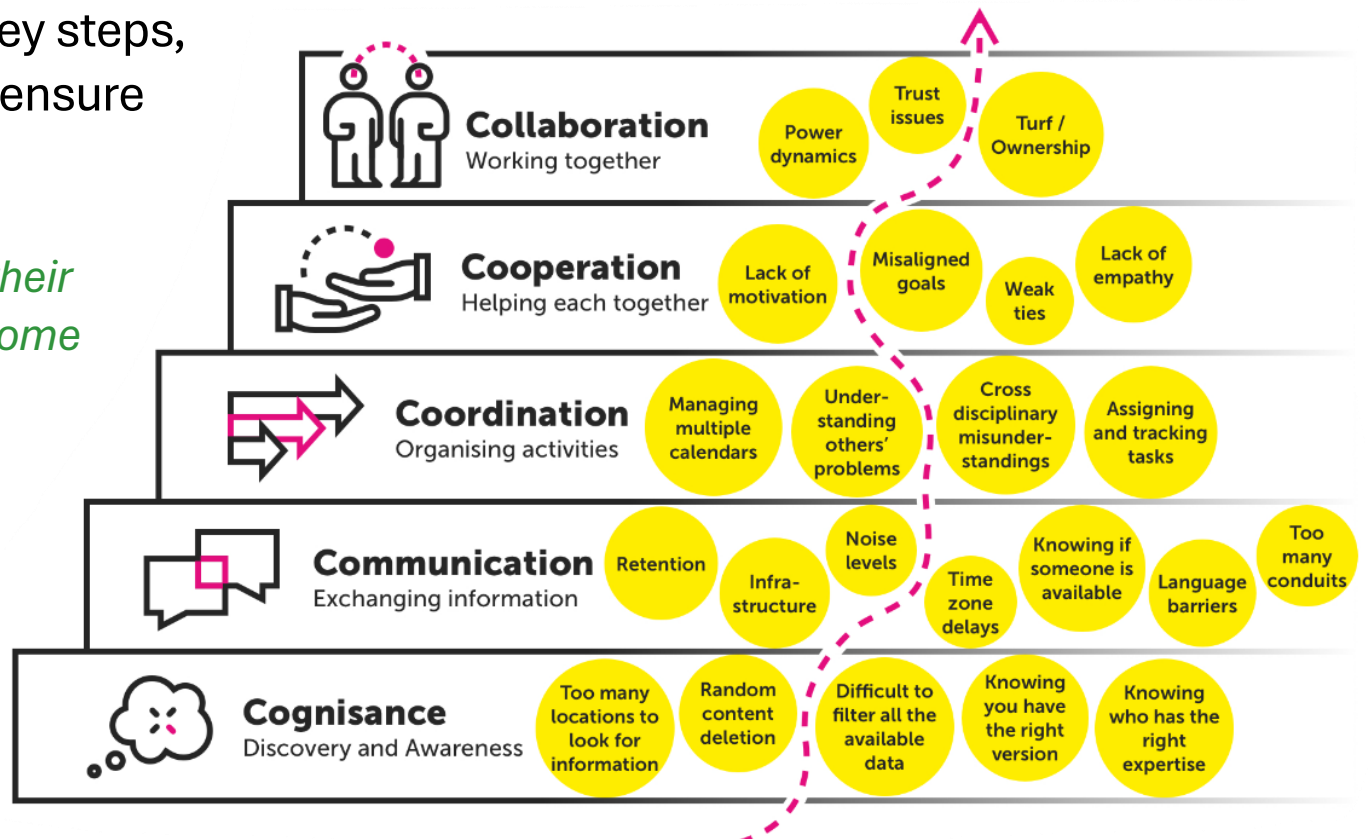 ey steps,
ensure
heir
ome
Collaboration
Working together
Power
dynamics
Trust
issues
Turf /
Ownership
Cooperation
Helping each together
Lack of
motivation
Misaligned
goals
Weak
ties
Lack of
empathy
Coordination
Organising activities
Managing
multiple
calendars
Under-
standing
others’
problems
Cross
disciplinary
misunder-
standings
Assigning
and tracking
tasks
Communication
Exchanging information
Retention
Infra-
structure
Noise
levels
Time
zone
delays
Knowing if
someone is
available
Language
barriers
Too
many
conduits
Cognisance
Discovery and Awareness
Too many
locations to
look for
information
Random
content
deletion
Difficult to
filter all the
available
data
Knowing
you have
the right
version
Knowing
who has the
right
expertise